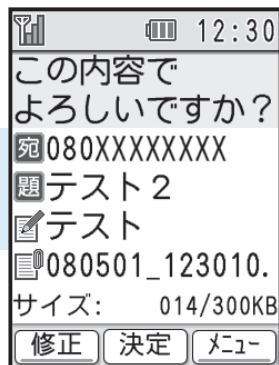 12:30
この内容で
よろしいですか？
宛080XXXXXXXX
題テスト2
テスト
080501_123010.
サイズ: 014/300KB
修正 決定 メニュー